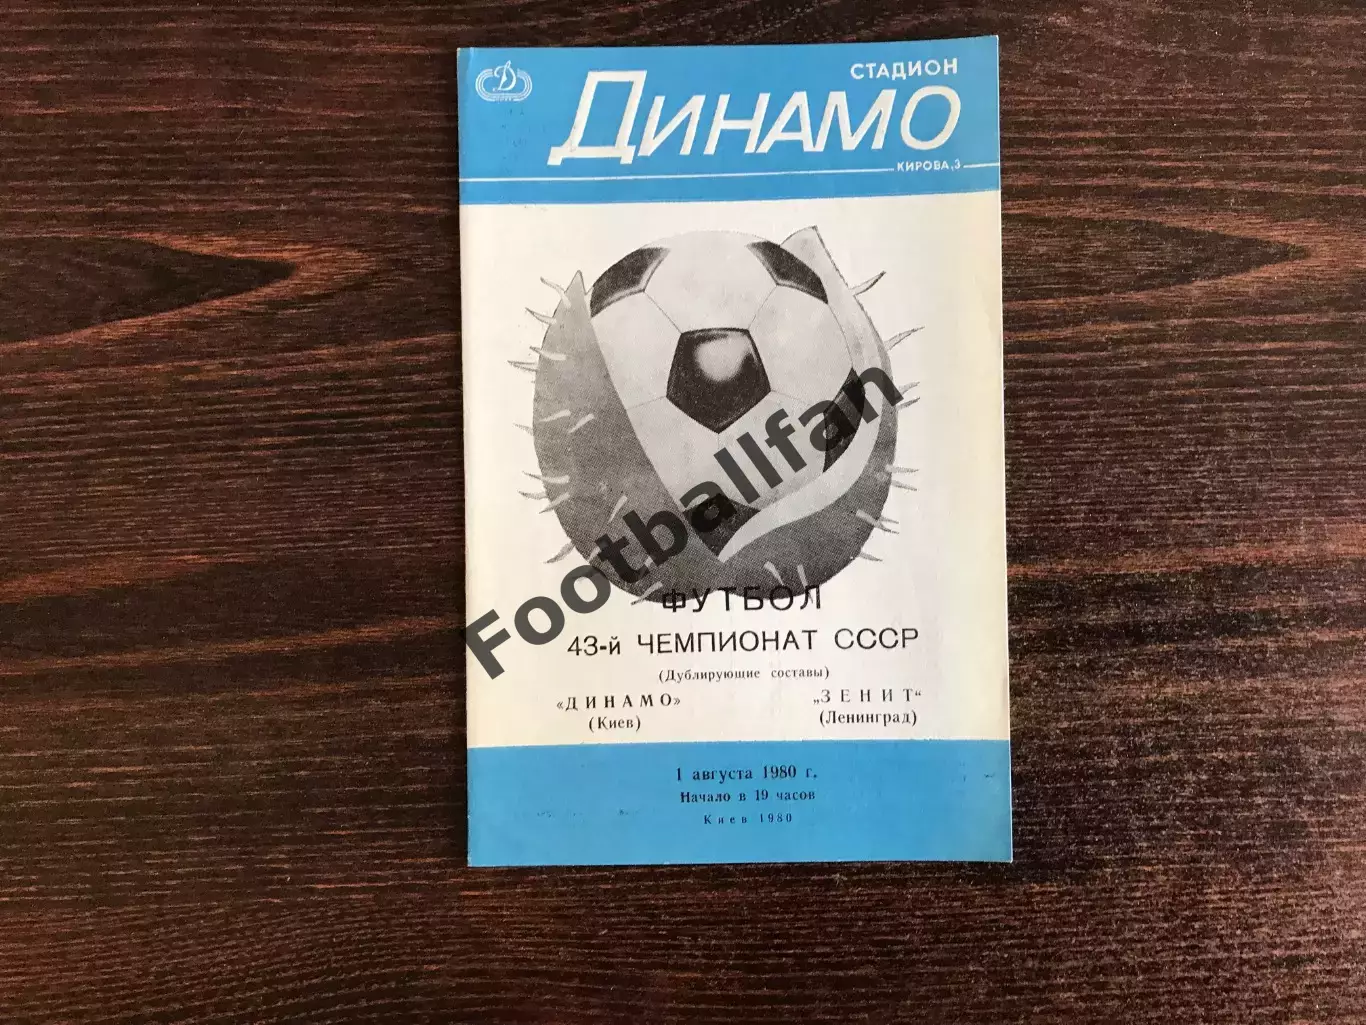 СТАДИОН
ДИНАМО
КИРОВА,3
Footballfan
ФУТБОЛ
43-й ЧЕМПИОНАТ СССР
(Дублирующие составы)
«ДИНАМО» „ЗЕНИТ“
(Киев) (Ленинград)
1 августа 1980 г.
Начало в 19 часов
Киев 1980